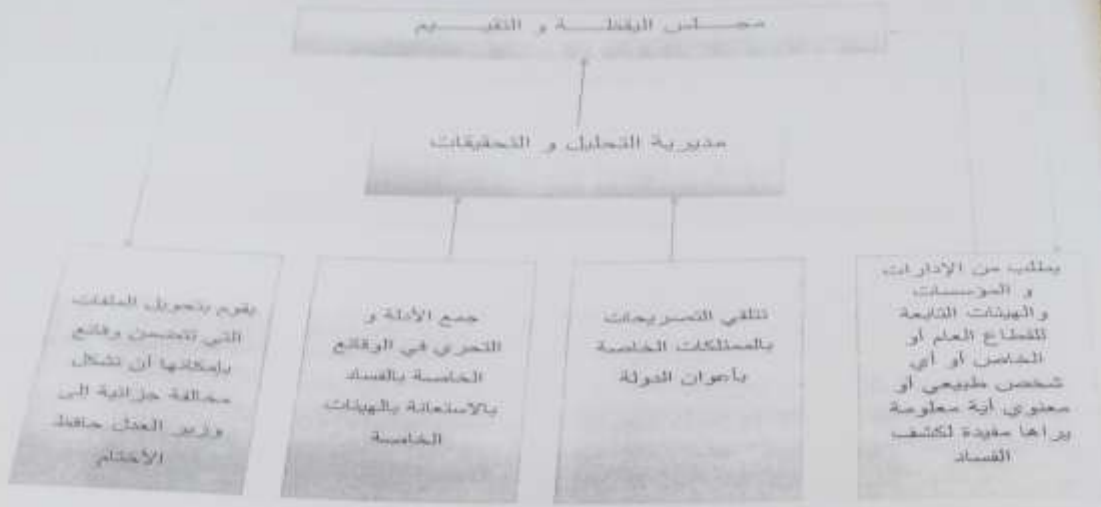 مجلس اليقظة و التقييم
مديرية التحليل و التحقيقات
يطلب من الإدارات
و المؤسسات
والهيئات التابعة
للقطاع العام أو
الخاص أو أي
شخص طبيعي أو
معنوي أية معلومة
يراها مفيدة لكشف
الفساد
تتلقي التصريحات
بالممتلكات الخاصة
بأعوان الدولة
جمع الأدلة و
التحري في الوقائع
الخاصة بالفساد
بالاستعانة بالهيئات
الخاصة
يقوم بتحويل الملفات
التي تتضمن وقائع
بإمكانها أن تشكل
مخالفة جزائية إلى
وزير العدل حافظ
الأختام